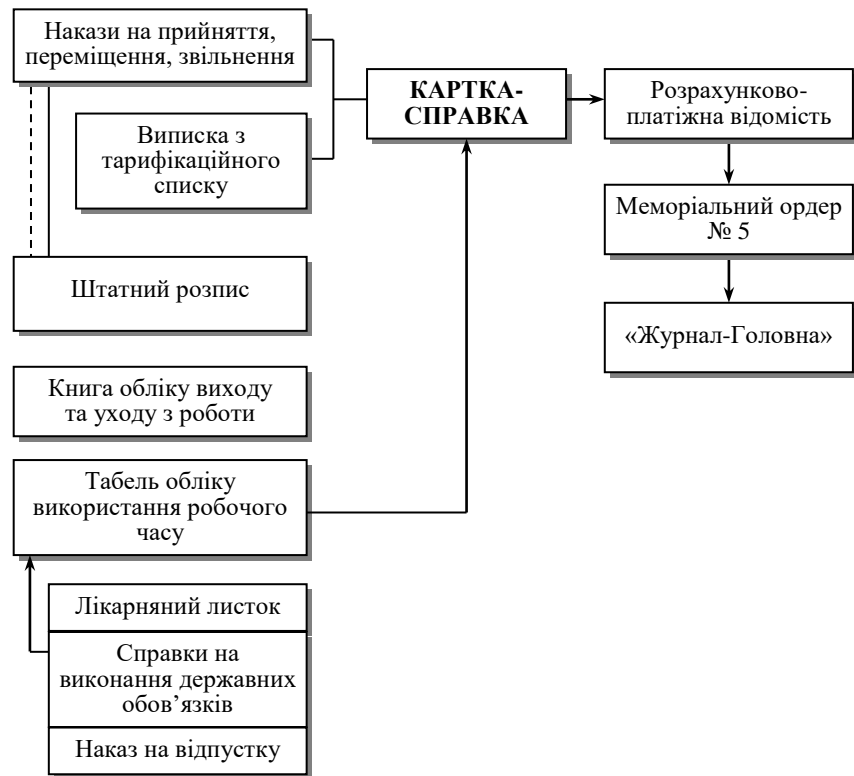 Накази на прийняття,
переміщення, звільнення
Виписка з
тарифікаційного
списку
Штатний розпис
Книга обліку виходу
та уходу з роботи
Табель обліку
використання робочого
часу
Лікарняний листок
Справки на
виконання державних
обов’язків
Наказ на відпустку
КАРТКА-
СПРАВКА
Розрахунково-
платіжна відомість
Меморіальний ордер
№ 5
«Журнал-Головна»